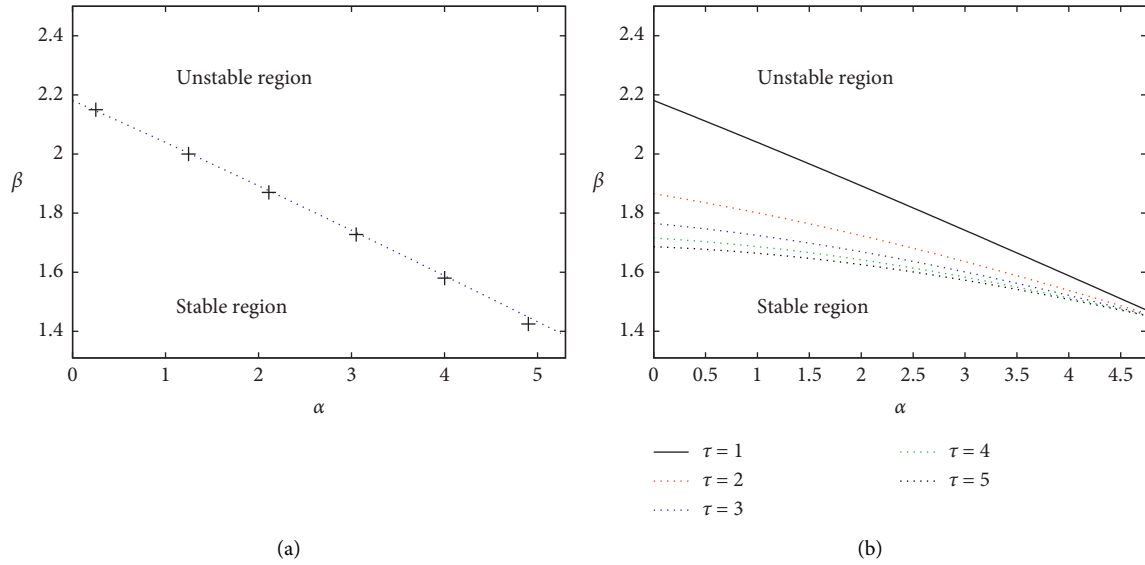 2.4
2.2
2
1.8
1.6
1.4
β
Unstable region
Stable region
0 1 2 3 4 5
α
(a)
2.4
2.2
2
1.8
1.6
1.4
β
Unstable region
Stable region
0 0.5 1 1.5 2 2.5 3 3.5 4 4.5
α
τ = 1
τ = 2
τ = 3
τ = 4
τ = 5
(b)